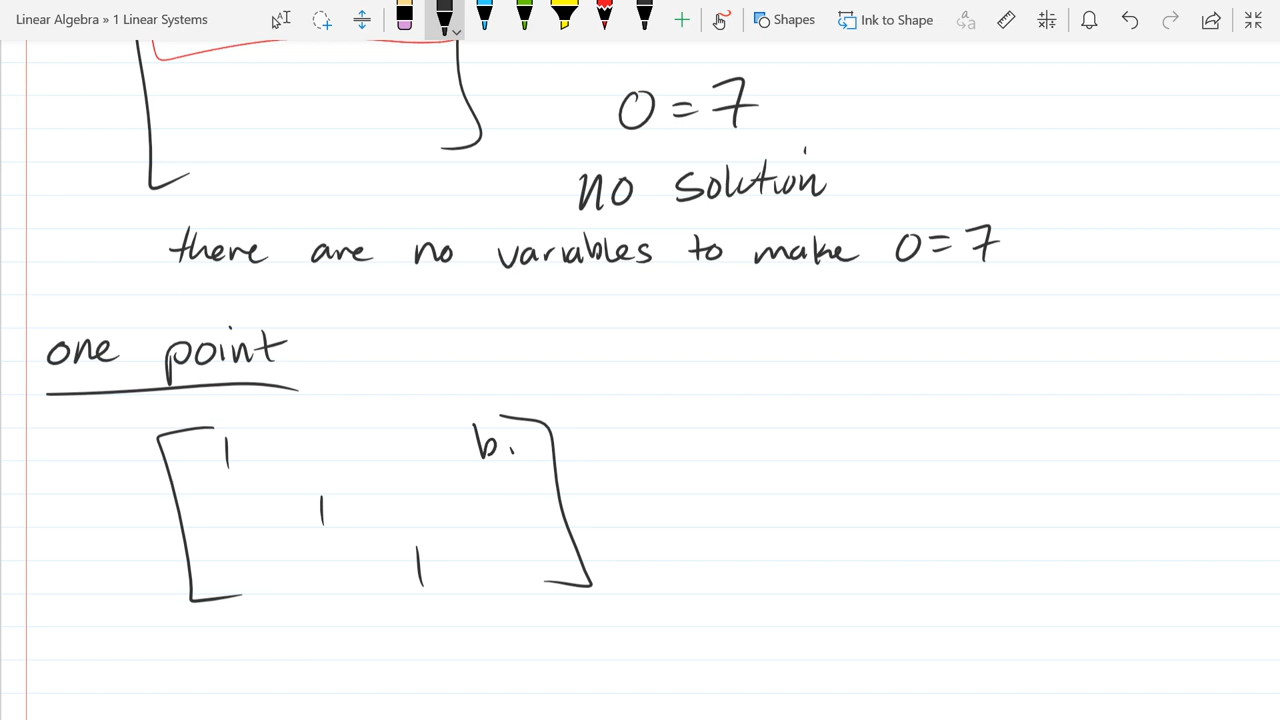 Linear Algebra » 1 Linear Systems
Shapes
Ink to Shape
0 = 7
no solution
there are no variables to make 0 = 7
one point
1 b.
1
1